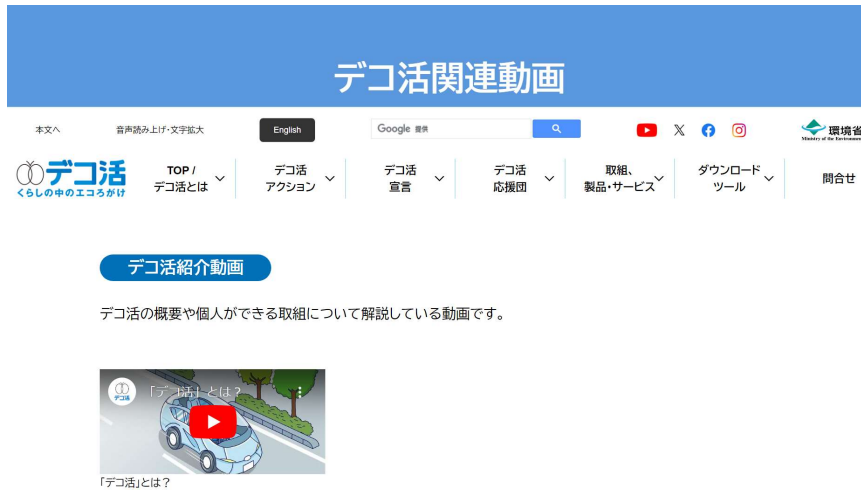 デコ活関連動画
本文へ
音声読み上げ・文字拡大
English
Google 提供
環境省
Ministry of the Environment
デコ活
くらしの中のエコろがけ
TOP /
デコ活とは
デコ活
アクション
デコ活
宣言
デコ活
応援団
取組、
製品・サービス
ダウンロード
ツール
問合せ
デコ活紹介動画
デコ活の概要や個人ができる取組について解説している動画です。
デコ活
「デコ活」とは?
「デコ活」とは?